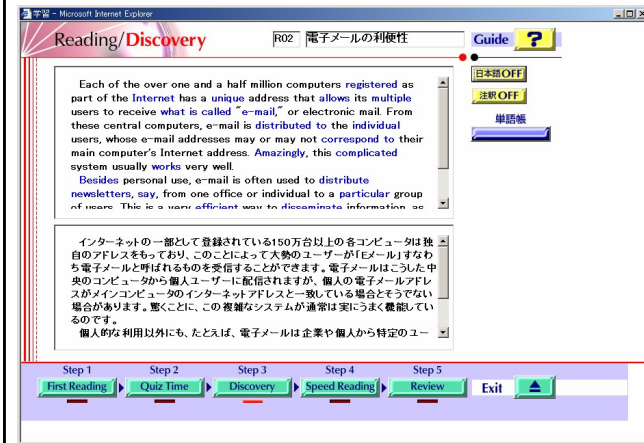 学習 - Microsoft Internet Explorer
Reading/Discovery
R02 電子メールの利便性
Guide ?
Each of the over one and a half million computers registered as
part of the Internet has a unique address that allows its multiple
users to receive what is called "e-mail," or electronic mail. From
these central computers, e-mail is distributed to the individual
users, whose e-mail addresses may or may not correspond to their
main computer's Internet address. Amazingly, this complicated
system usually works very well.
Besides personal use, e-mail is often used to distribute
newsletters, say, from one office or individual to a particular group
of users. This is a very efficient way to disseminate information, as
日本語OFF
注釈OFF
単語帳
インターネットの一部として登録されている150万台以上の各コンピュータは独
自のアドレスをもっており、このことによって大勢のユーザーが「Eメール」すなわ
ち電子メールと呼ばれるものを受信することができます。電子メールはこうした中
央のコンピュータから個人ユーザーに配信されますが、個人の電子メールアドレ
スがメインコンピュータのインターネットアドレスと一致している場合とそうでない
場合があります。驚くことに、この複雑なシステムが通常は実にうまく機能してい
るのです。
個人的な利用以外にも、たとえば、電子メールは企業や個人から特定のユー
Step 1 Step 2 Step 3 Step 4 Step 5
First Reading Quiz Time Discovery Speed Reading Review Exit